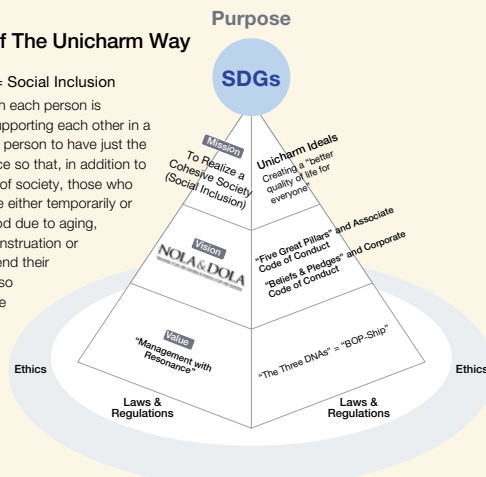 Purpose
f The Unicharm Way
SDGs
= Social Inclusion
h each person is
upporting each other in a
person to have just the
ce so that, in addition to
of society, those who
e either temporarily or
od due to aging,
nstruation or
end their
so
e
Mission
To Realize a
Cohesive Society
(Social Inclusion)
Unicharm Ideals
Creating a "better
quality of life for
everyone"
Vision
NOLA & DOLA
"Five Great Pillars" and Associate
Code of Conduct
"Beliefs & Pledges" and Corporate
Code of Conduct
Value
"Management with
Resonance"
"The Three DNAs" = "BOP-Ship"
Ethics
Ethics
Laws &
Regulations
Laws &
Regulations